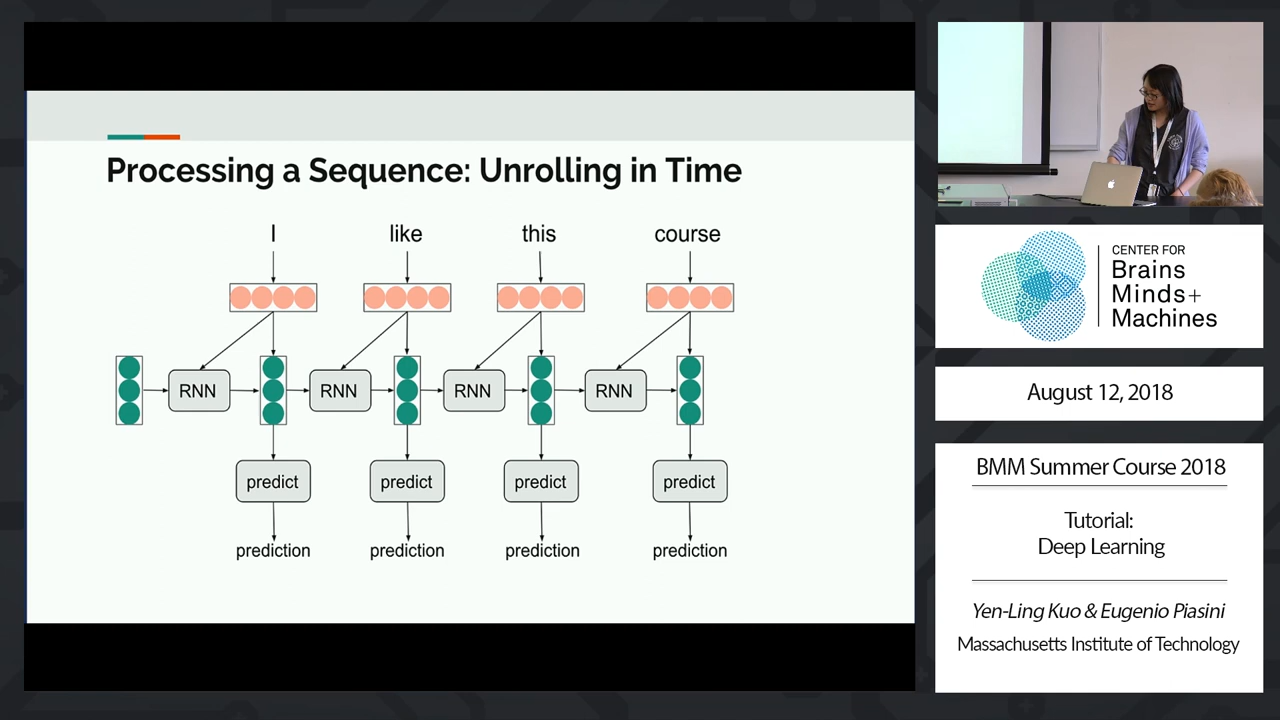 Processing a Sequence: Unrolling in Time
I like this course
RNN RNN RNN RNN
predict predict predict predict
prediction prediction prediction prediction
CENTER FOR
Brains
Minds+
Machines
August 12, 2018
BMM Summer Course 2018
Tutorial:
Deep Learning
Yen-Ling Kuo & Eugenio Piasini
Massachusetts Institute of Technology